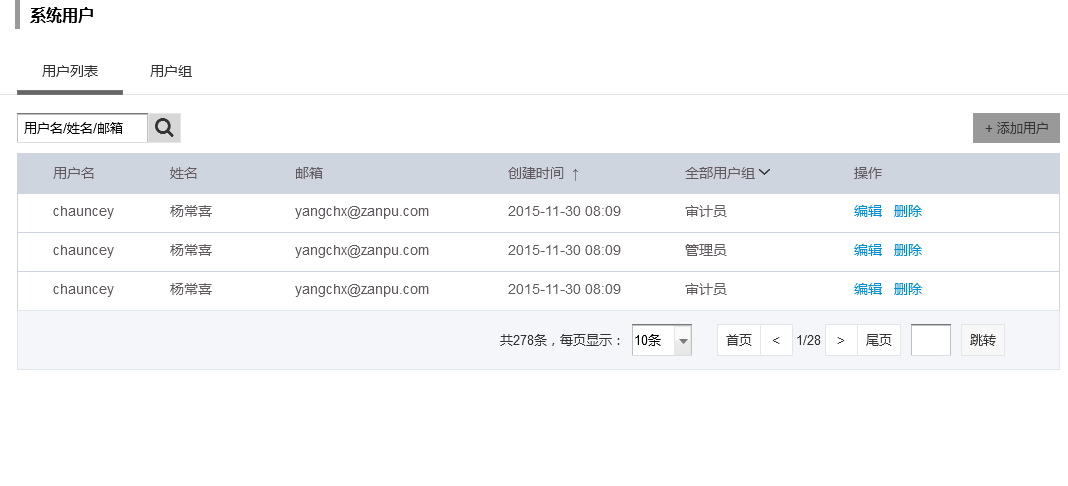 系统用户
用户列表 用户组
用户名/姓名/邮箱 + 添加用户
用户名 姓名 邮箱 创建时间 ↑ 全部用户组 操作
chauncey 杨常喜 yangchx@zanpu.com 2015-11-30 08:09 审计员 编辑 删除
chauncey 杨常喜 yangchx@zanpu.com 2015-11-30 08:09 管理员 编辑 删除
chauncey 杨常喜 yangchx@zanpu.com 2015-11-30 08:09 审计员 编辑 删除
共278条，每页显示： 10条 首页 < 1/28 > 尾页 跳转